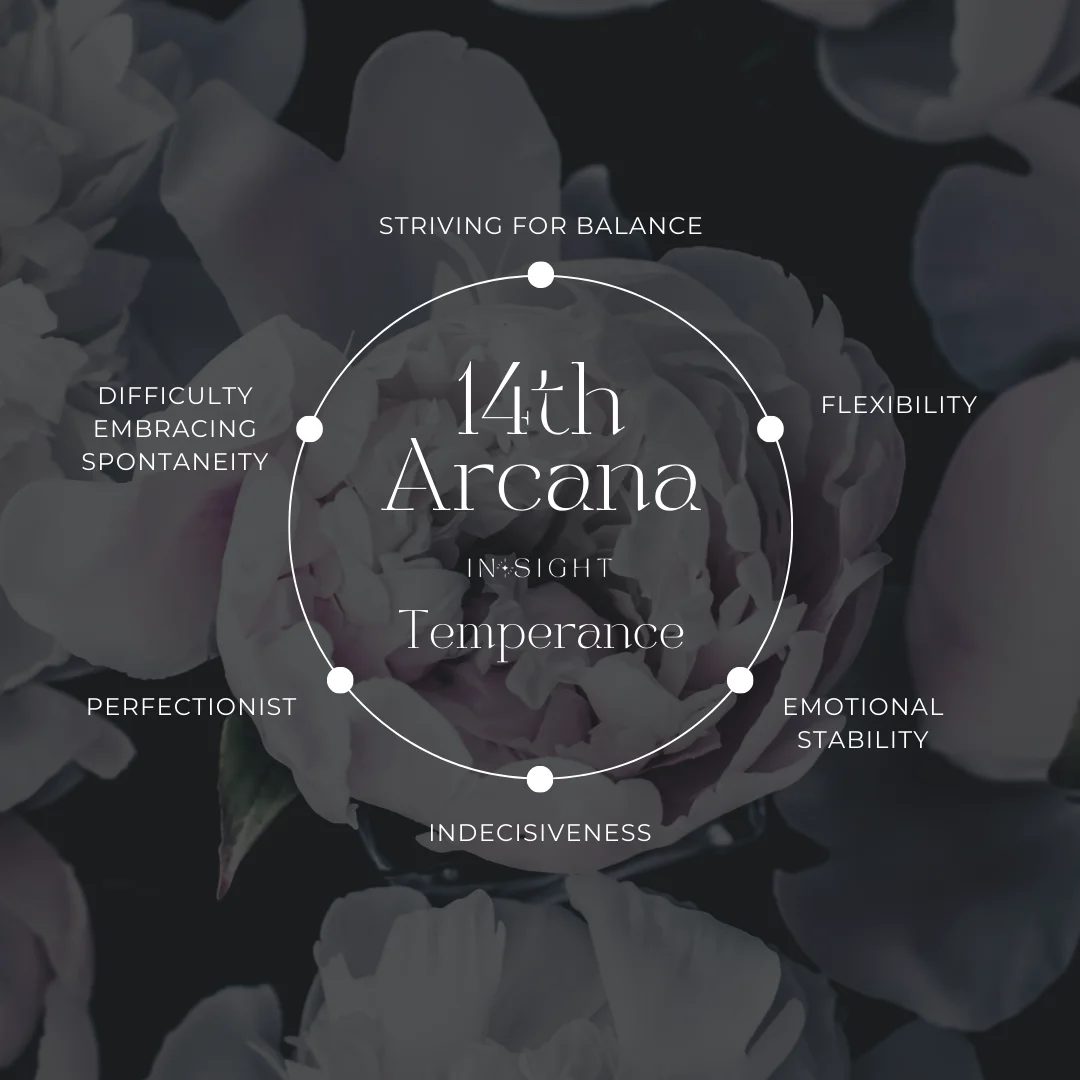 STRIVING FOR BALANCE
14th
Arcana
IN SIGHT
Temperance
DIFFICULTY
EMBRACING
SPONTANEITY
FLEXIBILITY
PERFECTIONIST
EMOTIONAL
STABILITY
INDECISIVENESS